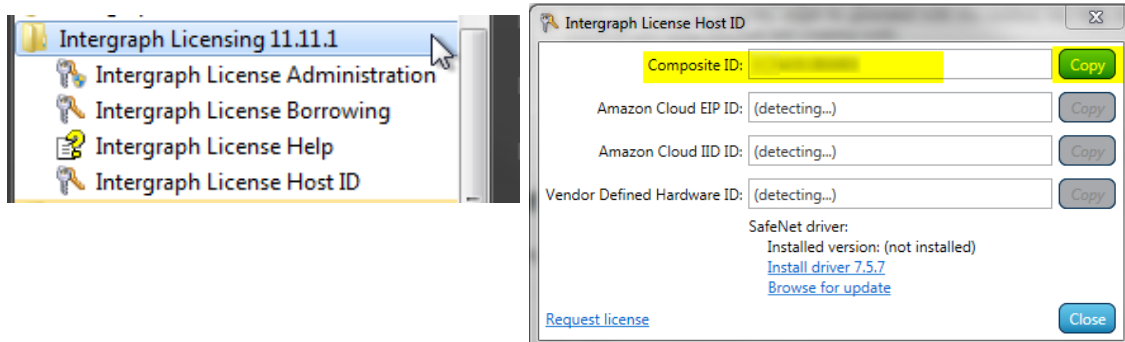 Intergraph Licensing 11.11.1
Intergraph License Administration
Intergraph License Borrowing
Intergraph License Help
Intergraph License Host ID
Intergraph License Host ID
Composite ID:
Copy
Amazon Cloud EIP ID: (detecting...)
Copy
Amazon Cloud IID ID: (detecting...)
Copy
Vendor Defined Hardware ID: (detecting...)
Copy
SafeNet driver:
Installed version: (not installed)
Install driver 7.5.7
Browse for update
Request license
Close